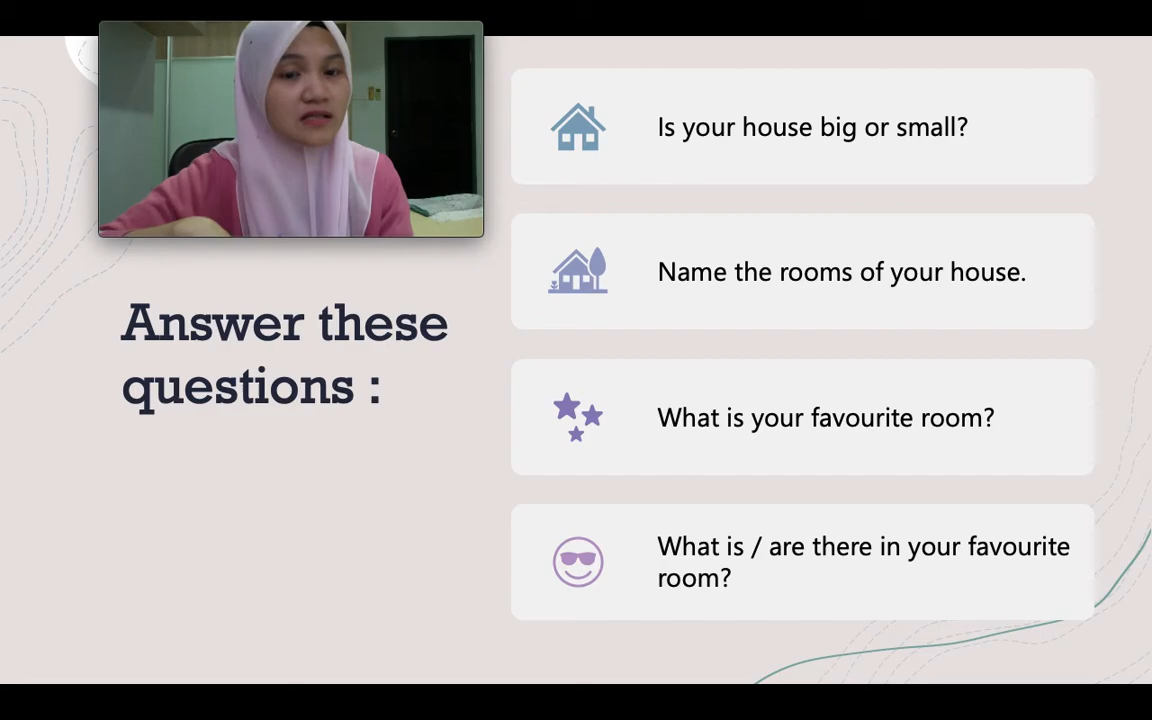 Answer these
questions :
Is your house big or small?
Name the rooms of your house.
What is your favourite room?
What is / are there in your favourite
room?